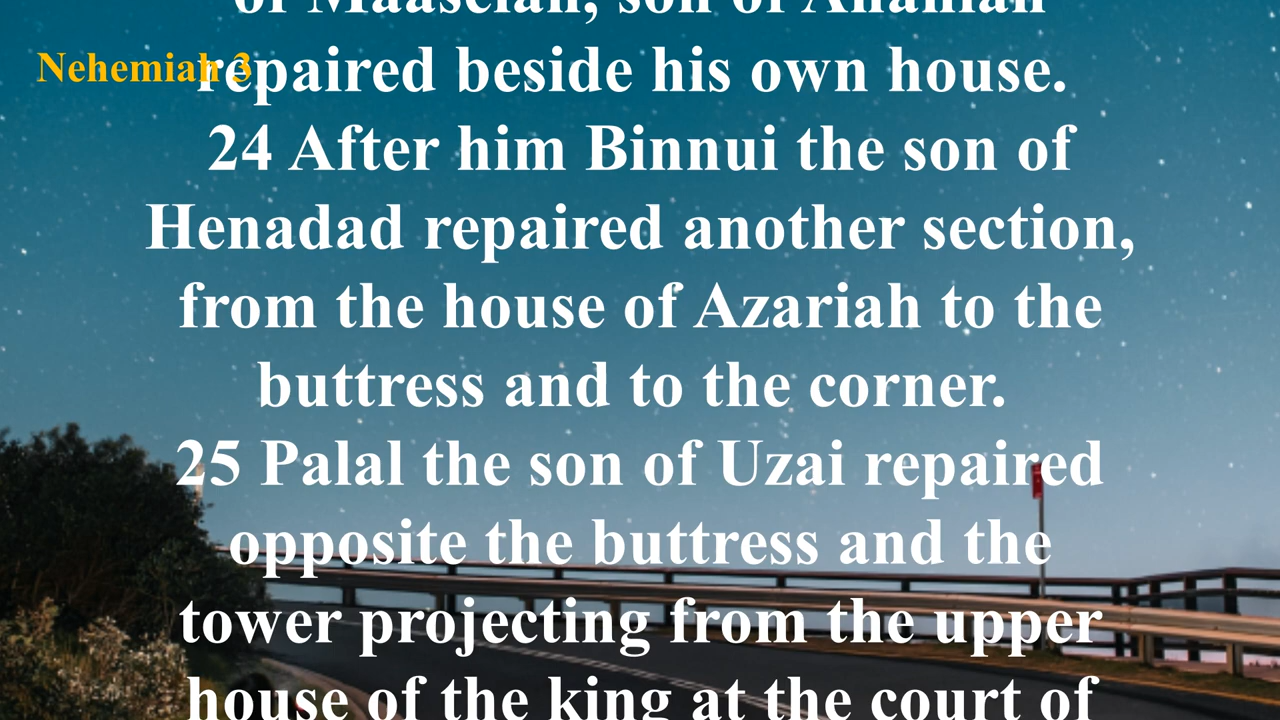 of Maaseiah, son of Ananiah
Nehemiah 3
repaired beside his own house.
24 After him Binnui the son of
Henadad repaired another section,
from the house of Azariah to the
buttress and to the corner.
25 Palal the son of Uzai repaired
opposite the buttress and the
tower projecting from the upper
house of the king at the court of